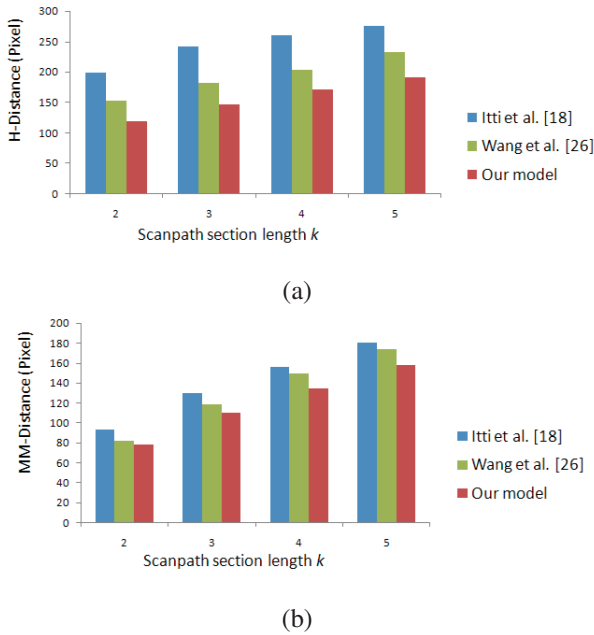 300
250
200
150
100
50
0
H-Distance (Pixel)
2 3 4 5
Scanpath section length k
Itti et al. [18]
Wang et al. [26]
Our model
(a)
200
180
160
140
120
100
80
60
40
20
0
MM-Distance (Pixel)
2 3 4 5
Scanpath section length k
Itti et al. [18]
Wang et al. [26]
Our model
(b)